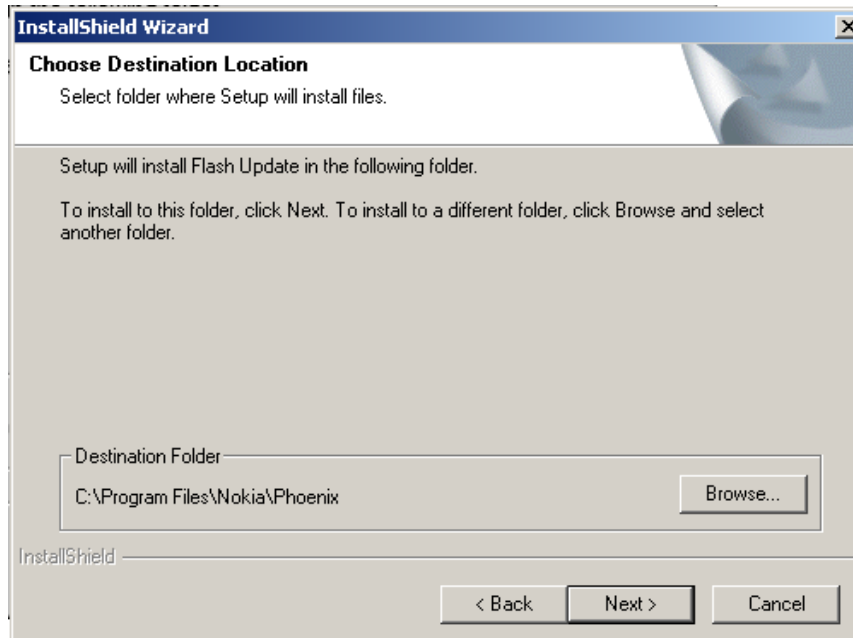 InstallShield Wizard
Choose Destination Location
Select folder where Setup will install files.
Setup will install Flash Update in the following folder.
To install to this folder, click Next. To install to a different folder, click Browse and select
another folder.
Destination Folder
C:\Program Files\Nokia\Phoenix
Browse...
InstallShield
< Back
Next >
Cancel